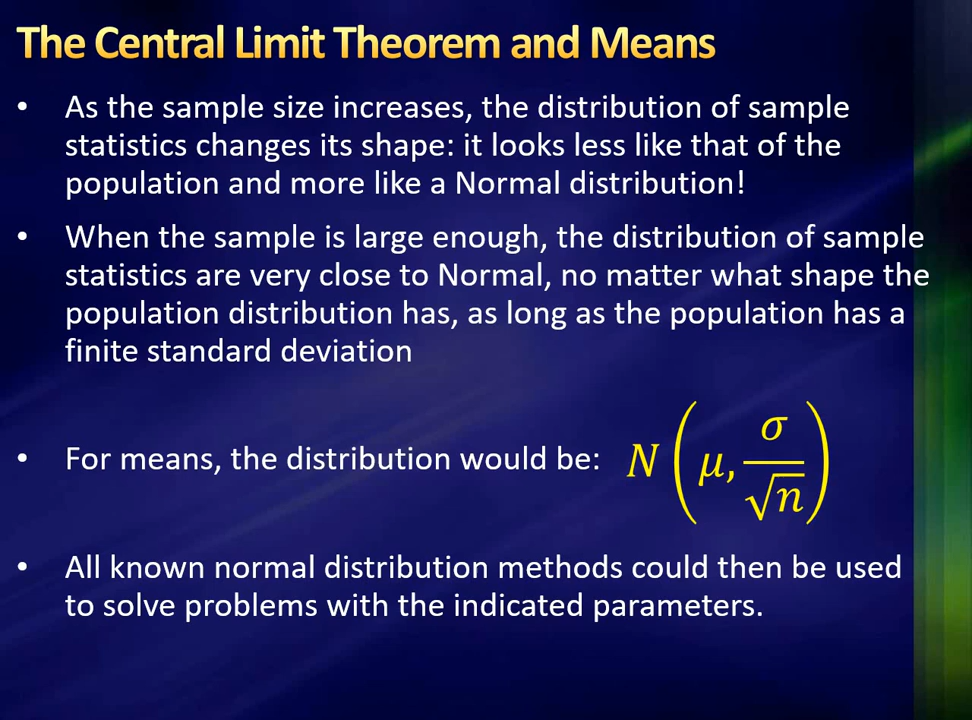 The Central Limit Theorem and Means
• As the sample size increases, the distribution of sample
statistics changes its shape: it looks less like that of the
population and more like a Normal distribution!
• When the sample is large enough, the distribution of sample
statistics are very close to Normal, no matter what shape the
population distribution has, as long as the population has a
finite standard deviation
• For means, the distribution would be: N(μ, σ/√n)
• All known normal distribution methods could then be used
to solve problems with the indicated parameters.